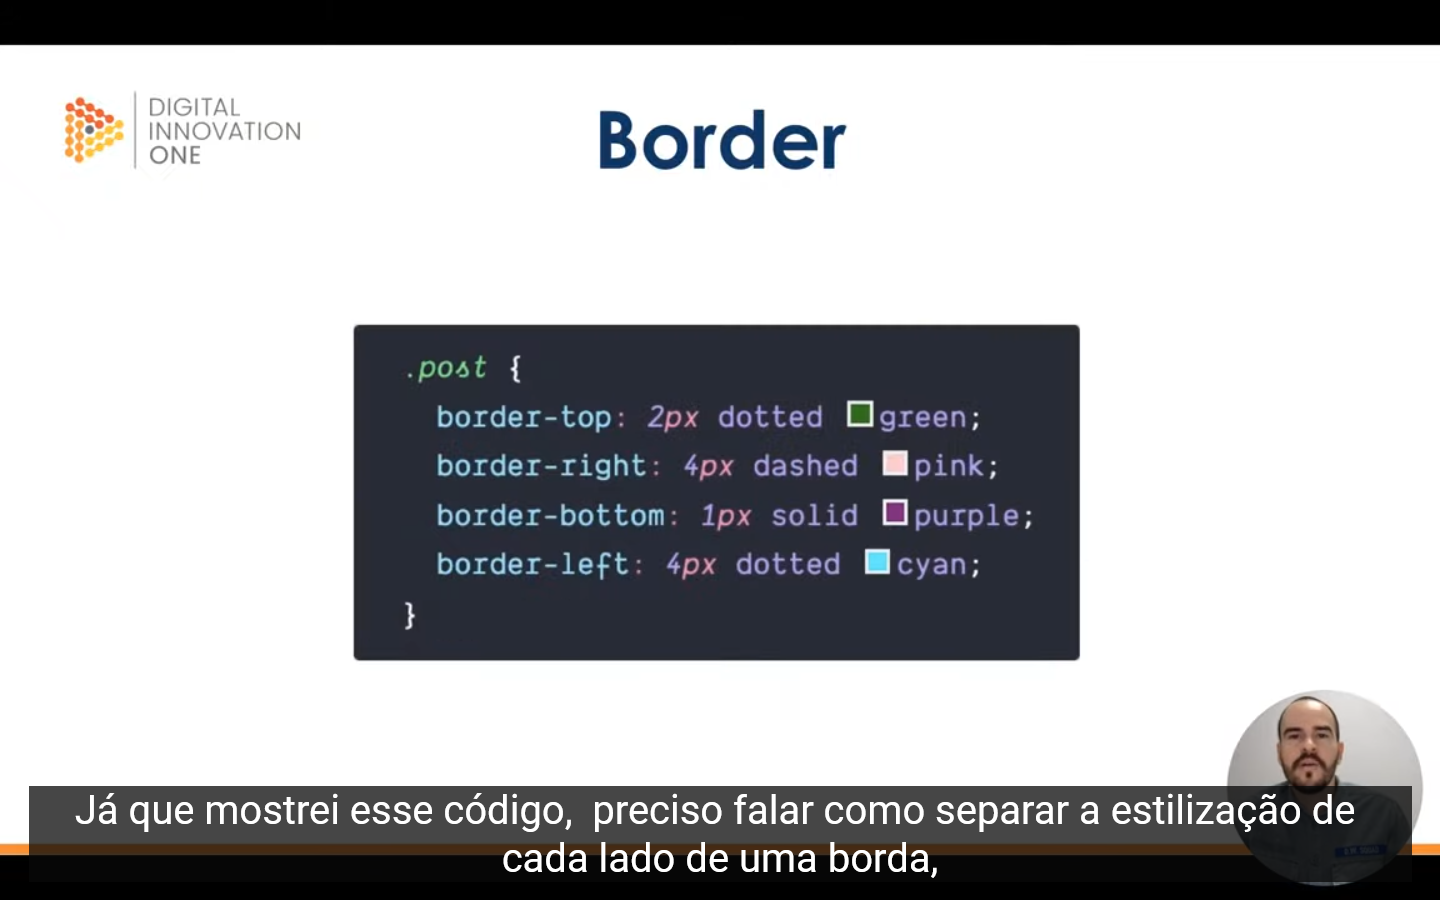 DIGITAL
INNOVATION
ONE
Border
.post {
border-top: 2px dotted green;
border-right: 4px dashed pink;
border-bottom: 1px solid purple;
border-left: 4px dotted cyan;
}
Já que mostrei esse código, preciso falar como separar a estilização de
cada lado de uma borda,